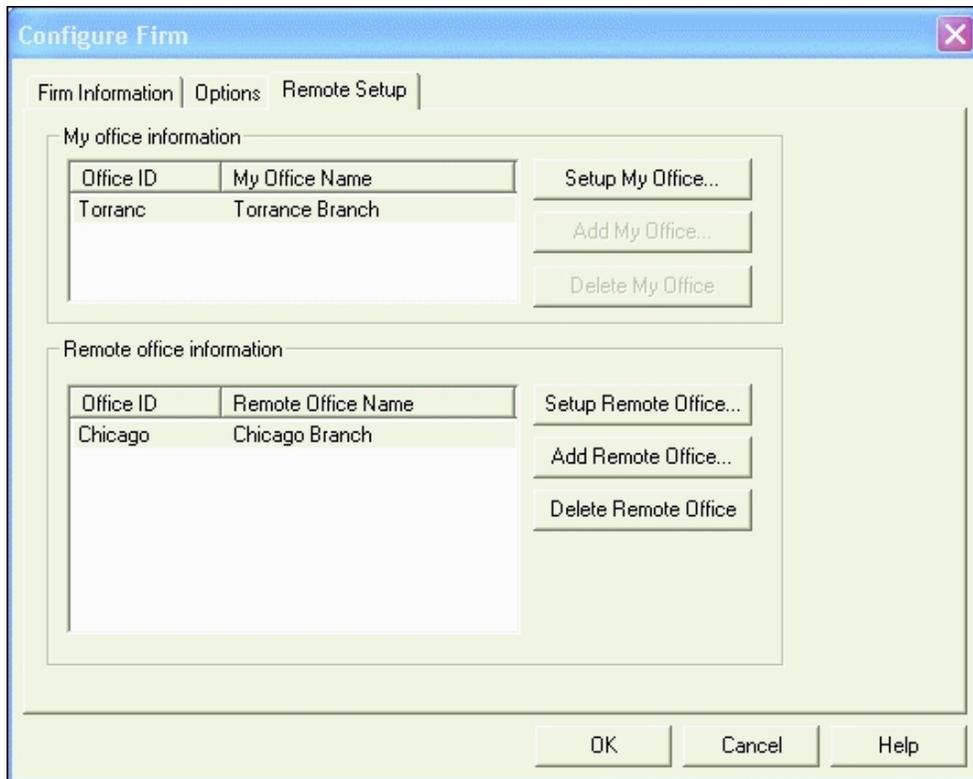 Configure Firm
Firm Information Options Remote Setup
My office information
Office ID My Office Name
Torranc Torrance Branch
Setup My Office...
Add My Office...
Delete My Office
Remote office information
Office ID Remote Office Name
Chicago Chicago Branch
Setup Remote Office...
Add Remote Office...
Delete Remote Office
OK Cancel Help